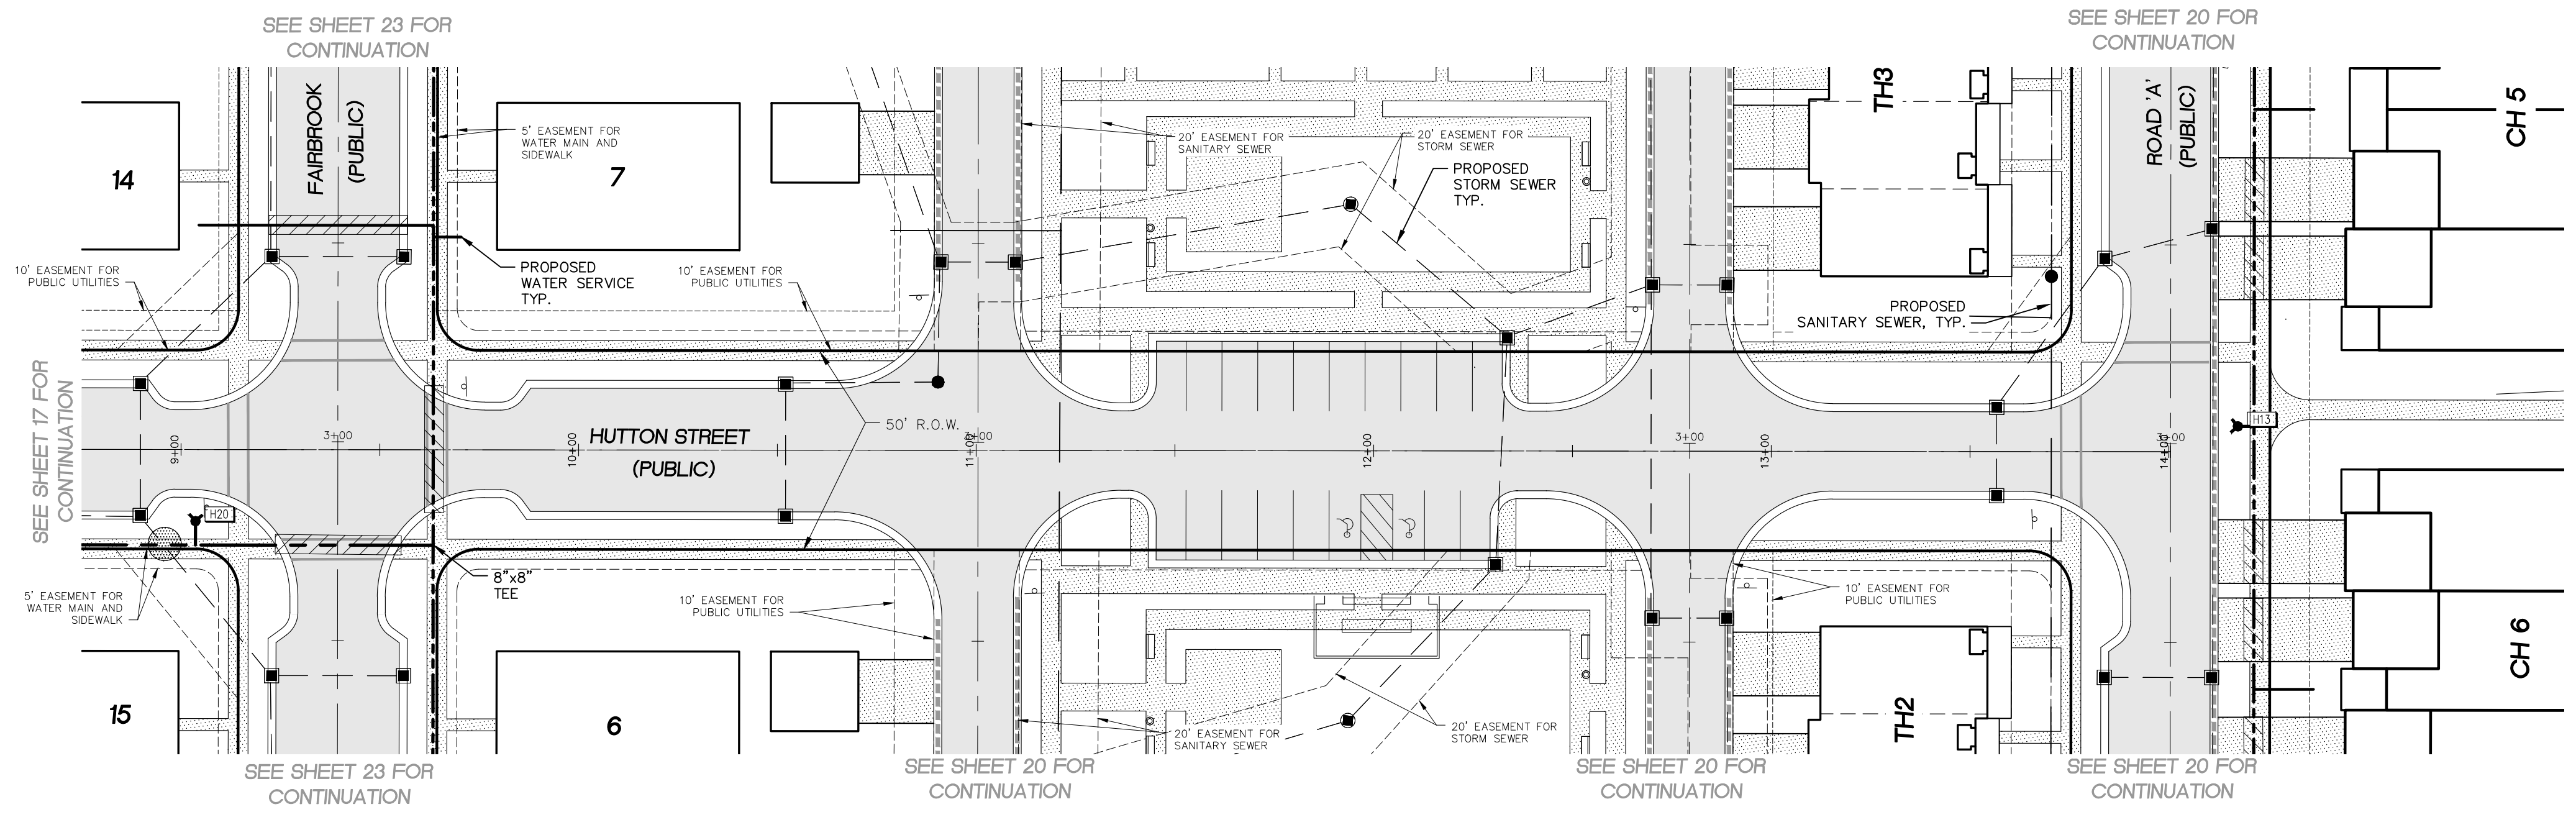 SEE SHEET 23 FOR
CONTINUATION
SEE SHEET 20 FOR
CONTINUATION
14
FAIRBROOK
(PUBLIC)
5' EASEMENT FOR
WATER MAIN AND
SIDEWALK
7
20' EASEMENT FOR
SANITARY SEWER
20' EASEMENT FOR
STORM SEWER
PROPOSED
STORM SEWER
TYP.
TH3
ROAD 'A'
(PUBLIC)
CH 5
10' EASEMENT FOR
PUBLIC UTILITIES
PROPOSED
WATER SERVICE
TYP.
10' EASEMENT FOR
PUBLIC UTILITIES
PROPOSED
SANITARY SEWER, TYP.
SEE SHEET 17 FOR
CONTINUATION
9+00
3+00
10+00
HUTTON STREET
(PUBLIC)
50' R.O.W.
3+00
11+00
12+00
3+00
13+00
3+00
14+00
H13
H20
8"x8"
TEE
5' EASEMENT FOR
WATER MAIN AND
SIDEWALK
10' EASEMENT FOR
PUBLIC UTILITIES
10' EASEMENT FOR
PUBLIC UTILITIES
15
6
20' EASEMENT FOR
SANITARY SEWER
20' EASEMENT FOR
STORM SEWER
TH2
CH 6
SEE SHEET 23 FOR
CONTINUATION
SEE SHEET 20 FOR
CONTINUATION
SEE SHEET 20 FOR
CONTINUATION
SEE SHEET 20 FOR
CONTINUATION